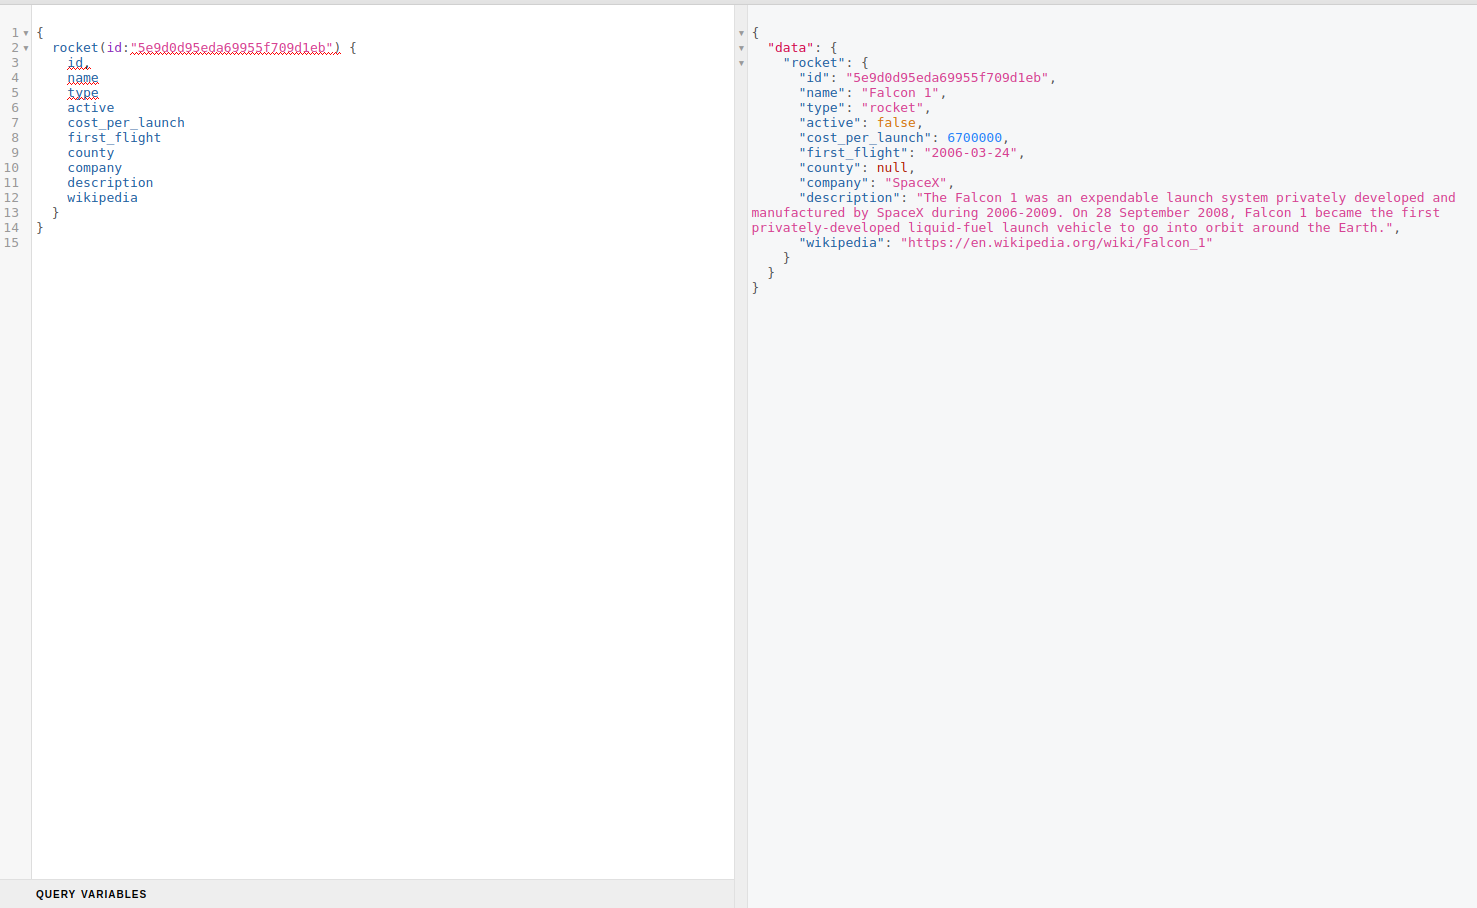 1 {
2   rocket(id:"5e9d0d95eda69955f709d1eb") {
3     id,
4     name
5     type
6     active
7     cost_per_launch
8     first_flight
9     county
10     company
11     description
12     wikipedia
13   }
14 }
15
QUERY VARIABLES
{
  "data": {
    "rocket": {
      "id": "5e9d0d95eda69955f709d1eb",
      "name": "Falcon 1",
      "type": "rocket",
      "active": false,
      "cost_per_launch": 6700000,
      "first_flight": "2006-03-24",
      "county": null,
      "company": "SpaceX",
      "description": "The Falcon 1 was an expendable launch system privately developed and
manufactured by SpaceX during 2006-2009. On 28 September 2008, Falcon 1 became the first
privately-developed liquid-fuel launch vehicle to go into orbit around the Earth.",
      "wikipedia": "https://en.wikipedia.org/wiki/Falcon_1"
    }
  }
}